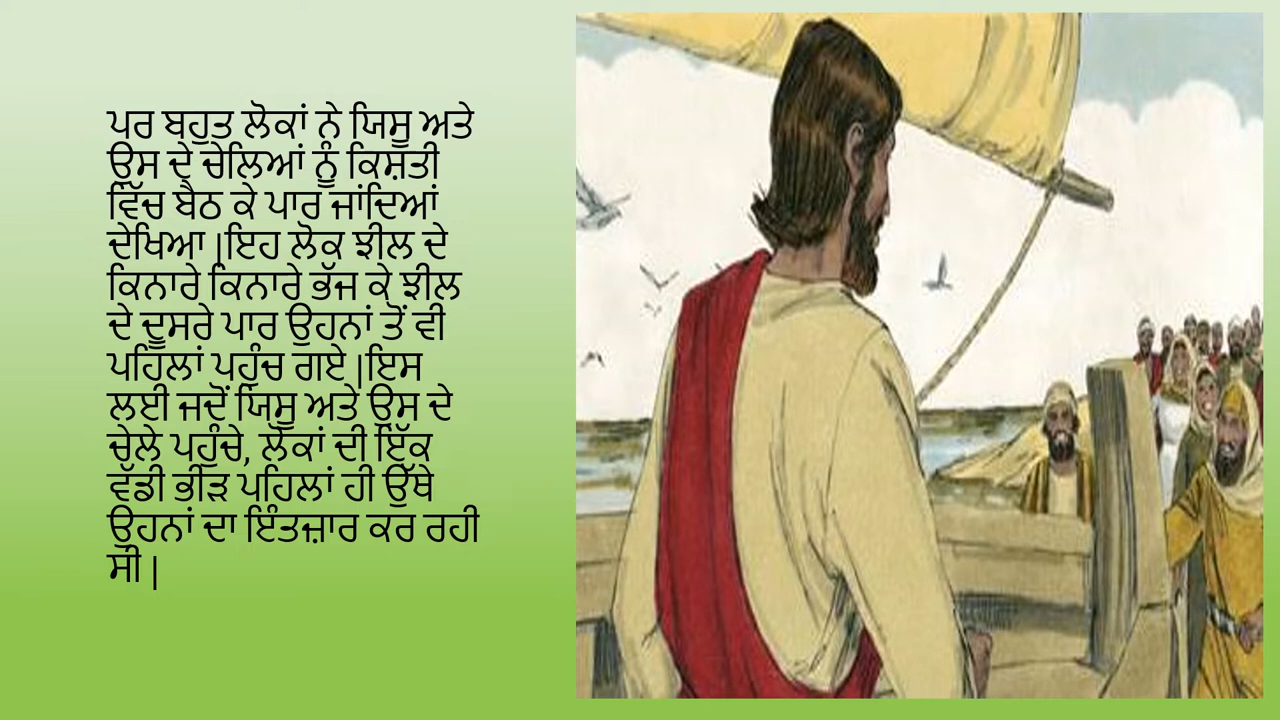 ਪਰ ਬਹੁਤ ਲੋਕਾਂ ਨੇ ਯਿਸੂ ਅਤੇ
ਉਸ ਦੇ ਚੇਲਿਆਂ ਨੂੰ ਕਿਸ਼ਤੀ
ਵਿੱਚ ਬੈਠ ਕੇ ਪਾਰ ਜਾਂਦਿਆਂ
ਦੇਖਿਆ |ਇਹ ਲੋਕ ਝੀਲ ਦੇ
ਕਿਨਾਰੇ ਕਿਨਾਰੇ ਭੱਜ ਕੇ ਝੀਲ
ਦੇ ਦੂਸਰੇ ਪਾਰ ਉਹਨਾਂ ਤੋਂ ਵੀ
ਪਹਿਲਾਂ ਪਹੁੰਚ ਗਏ |ਇਸ
ਲਈ ਜਦੋਂ ਯਿਸੂ ਅਤੇ ਉਸ ਦੇ
ਚੇਲੇ ਪਹੁੰਚੇ, ਲੋਕਾਂ ਦੀ ਇੱਕ
ਵੱਡੀ ਭੀੜ ਪਹਿਲਾਂ ਹੀ ਉੱਥੇ
ਉਹਨਾਂ ਦਾ ਇੰਤਜ਼ਾਰ ਕਰ ਰਹੀ
ਸੀ |